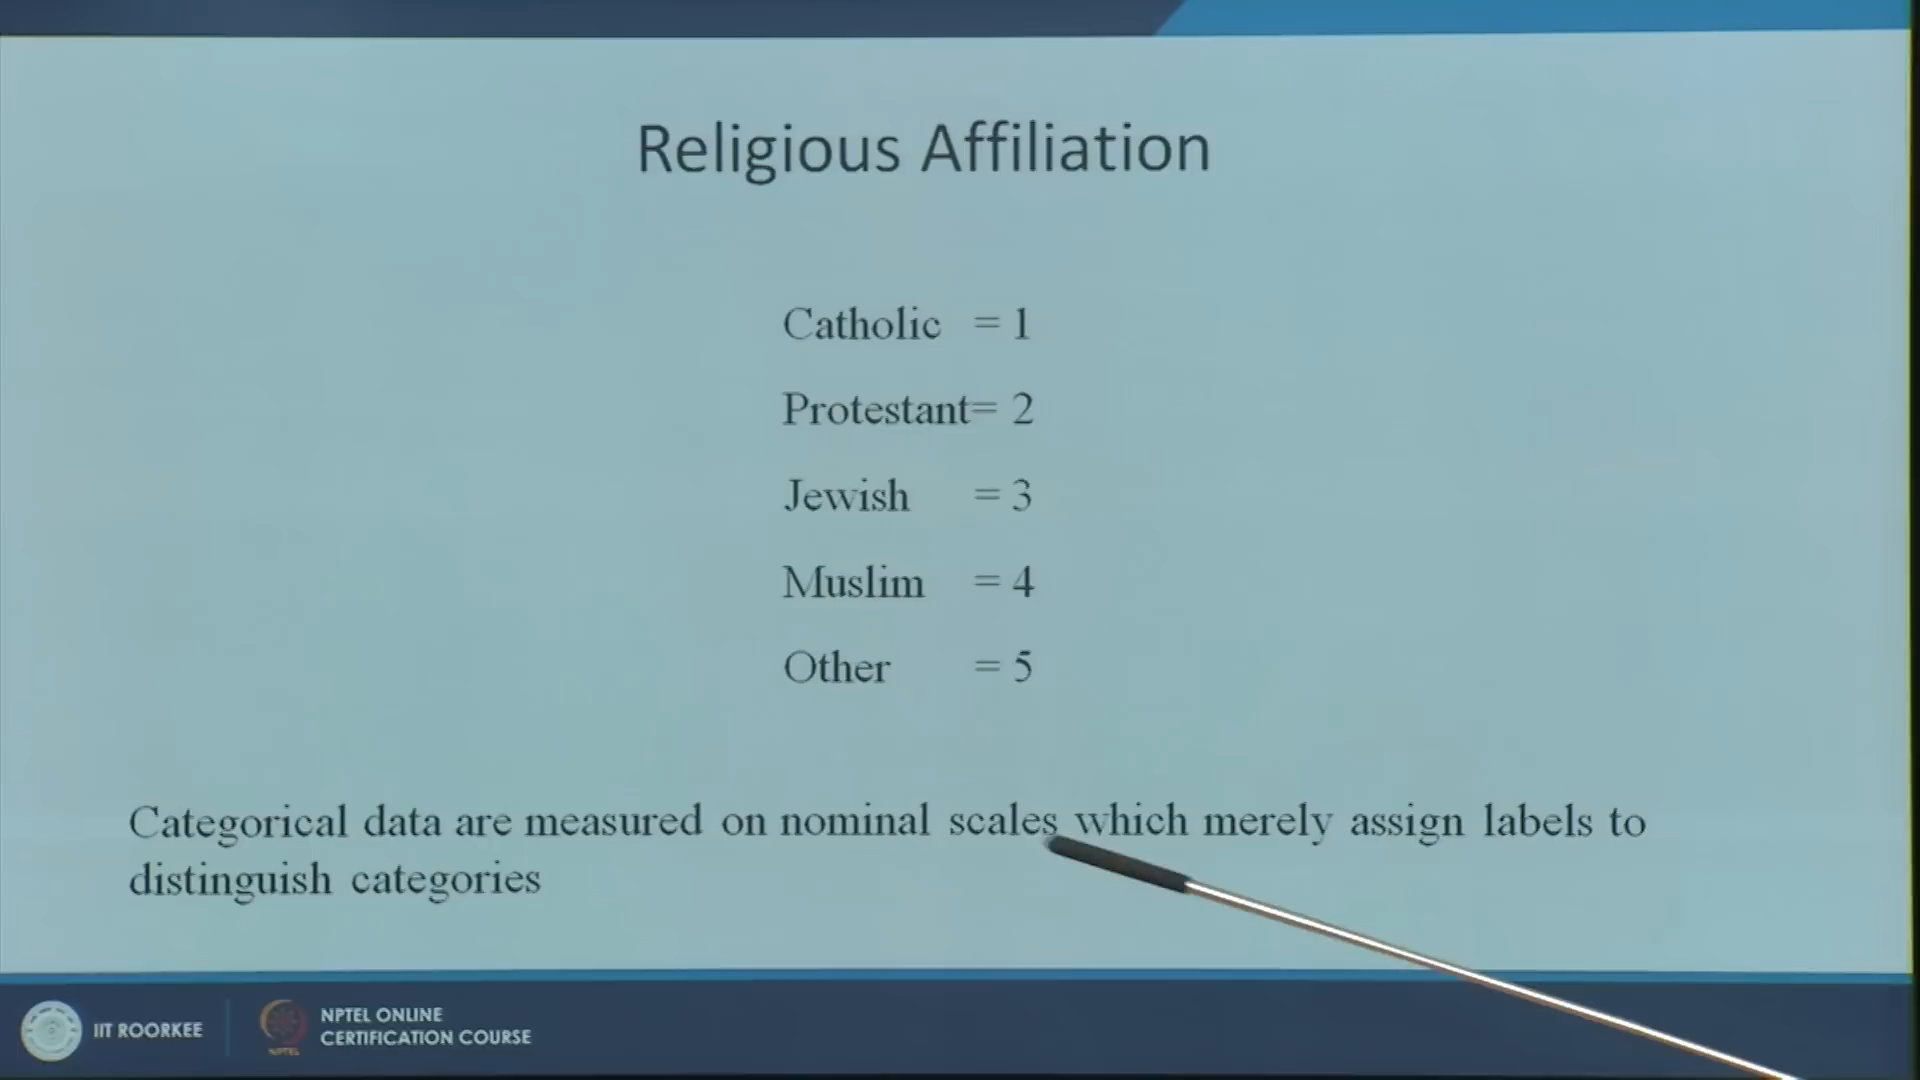 Religious Affiliation
Catholic = 1
Protestant= 2
Jewish = 3
Muslim = 4
Other = 5
Categorical data are measured on nominal scales which merely assign labels to
distinguish categories
IIT ROORKEE
NPTEL
NPTEL ONLINE
CERTIFICATION COURSE